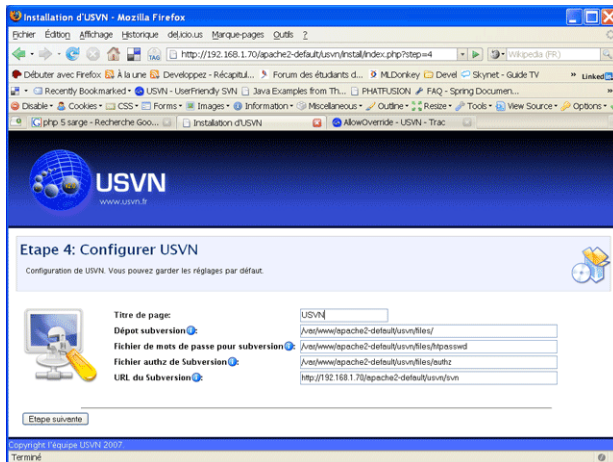 Installation d'USVN - Mozilla Firefox
Fichier Édition Affichage Historique del.icio.us Marque-pages Outils ?
TAG http://192.168.1.70/apache2-default/usvn/install/index.php?step=4 Wikipedia (FR)
Débuter avec Firefox À la une Developpez - Récapitul... Forum des étudiants d... MLDonkey Devel Skynet - Guide TV » Linked
Recently Bookmarked USVN - UserFriendly SVN Java Examples from Th... PHATFUSION FAQ - Spring Documen... »
Disable Cookies CSS Forms Images Information Miscellaneous Outline Resize Tools View Source Options
php 5 sarge - Recherche Goo... Installation d'USVN AllowOverride - USVN - Trac
USVN
www.usvn.fr
Etape 4: Configurer USVN
Configuration de USVN. Vous pouvez garder les réglages par défaut.
Titre de page: USVN
Dépot subversion : /var/www/apache2-default/usvn/files/
Fichier de mots de passe pour subversion : /var/www/apache2-default/usvn/files/htpasswd
Fichier authz de Subversion : /var/www/apache2-default/usvn/files/authz
URL du Subversion : http://192.168.1.70/apache2-default/usvn/svn
Etape suivante
Copyright l'équipe USVN 2007.
Terminé